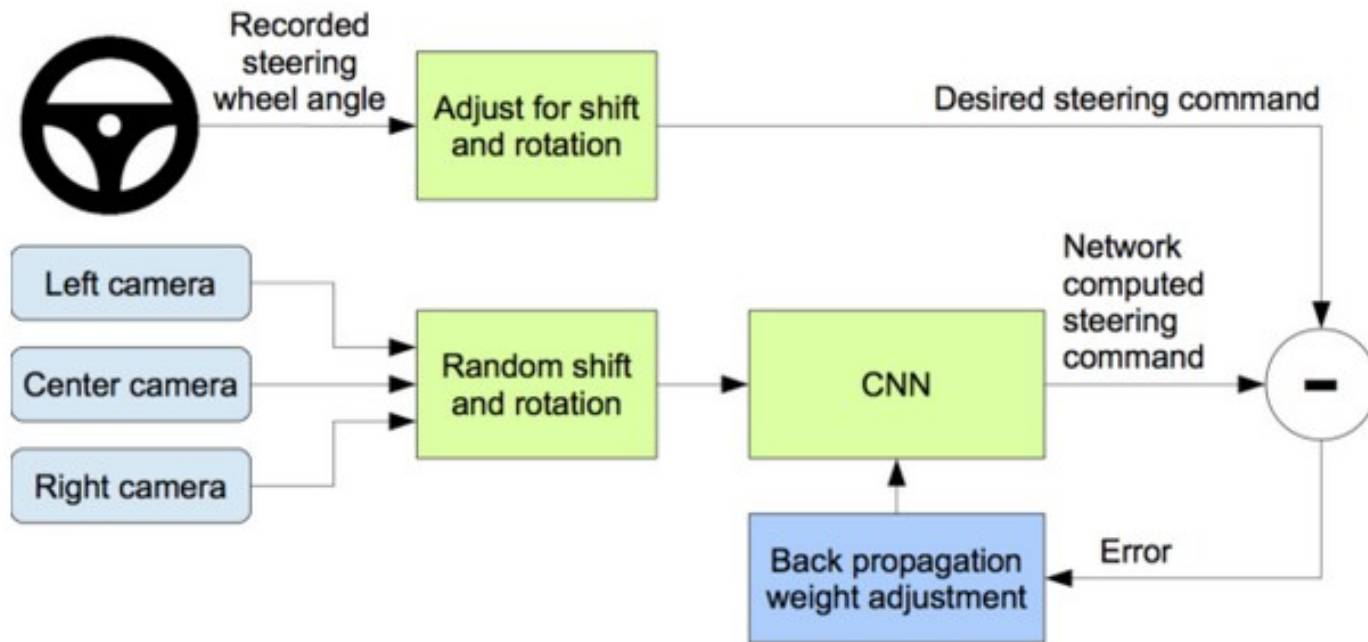 Recorded
steering
wheel angle
Adjust for shift
and rotation
Desired steering command
Left camera
Center camera
Right camera
Random shift
and rotation
CNN
Network
computed
steering
command
Back propagation
weight adjustment
Error